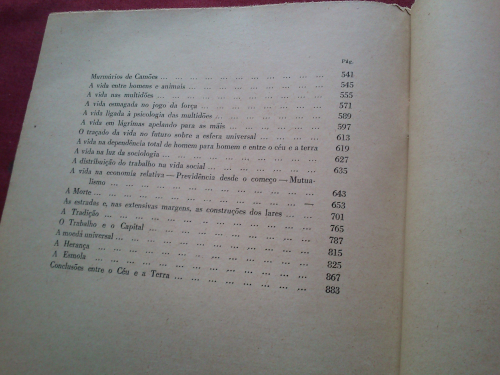 Pág.
Murmúrios de Camões ... ... ... ... ... ... ... ... ... 541
A vida entre homens e animais ... ... ... ... ... ... ... 545
A vida nas multidões ... ... ... ... ... ... ... ... ... 555
A vida esmagada no jogo da força ... ... ... ... ... ... 571
A vida ligada à psicologia das multidões ... ... ... ... ... 589
A vida em lágrimas apelando para as mãis ... ... ... ... 597
O traçado da vida no futuro sobre a esfera universal ... ... ... 613
A vida na dependência total de homem para homem e entre o céu e a terra 619
A vida na luz da sociologia ... ... ... ... ... ... ... ... 627
A distribuïção do trabalho na vida social ... ... ... ... ... 635
A vida na economia relativa — Previdência desde o começo — Mutua-
lismo ... ... ... ... ... ... ... ... ... ... 643
A Morte ... ... ... ... ... ... ... ... ... ... ... 653
As estradas e, nas extensivas margens, as construções dos lares ... ... 701
A Tradição ... ... ... ... ... ... ... ... ... ... 765
O Trabalho e o Capital ... ... ... ... ... ... ... ... 787
A moeda universal ... ... ... ... ... ... ... ... ... 815
A Herança ... ... ... ... ... ... ... ... ... ... 825
A Esmola ... ... ... ... ... ... ... ... ... ... 867
Conclusões entre o Céu e a Terra ... ... ... ... ... ... 883